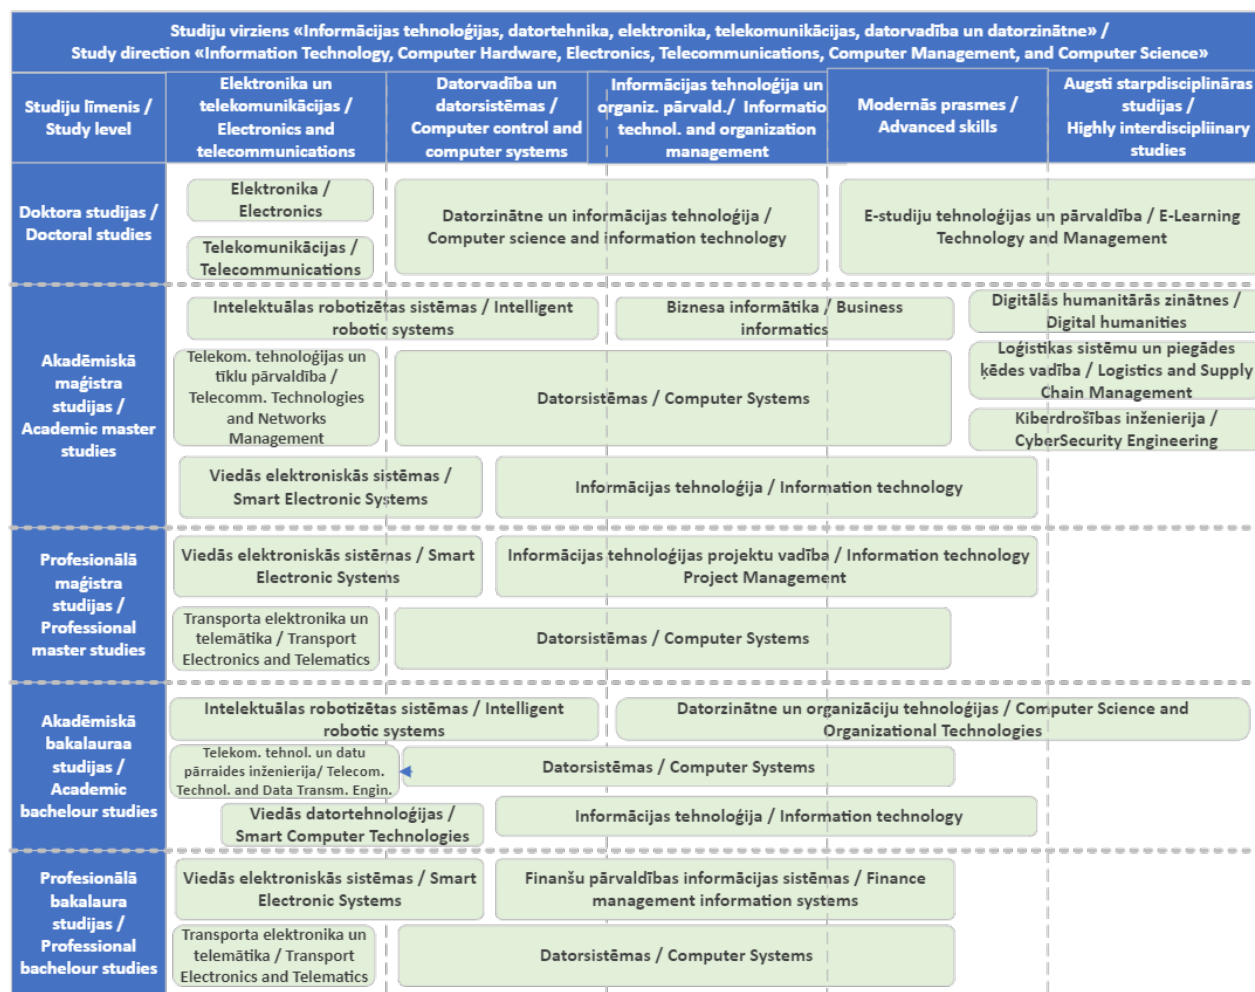 Studiju virziens «Informācijas tehnoloģijas, datortehnika, elektronika, telekomunikācijas, datorvadība un datorzinātne» /
Study direction «Information Technology, Computer Hardware, Electronics, Telecommunications, Computer Management, and Computer Science»
Studiju līmenis /
Study level
Elektronika un
telekomunikācijas /
Electronics and
telecommunications
Datorvadība un
datorsistēmas /
Computer control and
computer systems
Informācijas tehnoloģija un
organiz. pārvald./ Informatio
technol. and organization
management
Modernās prasmes /
Advanced skills
Augsti starpdisciplināras
studijas /
Highly interdiscipliinary
studies
Doktora studijas /
Doctoral studies
Elektronika /
Electronics
Telekomunikācijas /
Telecommunications
Datorzinātne un informācijas tehnoloģija /
Computer science and information technology
E-studiju tehnoloģijas un pārvaldība / E-Learning
Technology and Management
Akadēmiskā
maģistra
studijas /
Academic master
studies
Intelektuālas robotizētas sistēmas / Intelligent
robotic systems
Biznesa informātika / Business
informatics
Digitālās humanitārās zinātnes /
Digital humanities
Telekom. tehnoloģijas un
tīklu pārvaldība /
Telecomm. Technologies
and Networks
Management
Datorsistēmas / Computer Systems
Loģistikas sistēmu un piegādes
ķēdes vadība / Logistics and Supply
Chain Management
Kiberdrošības inženierija /
CyberSecurity Engineering
Viedās elektroniskās sistēmas /
Smart Electronic Systems
Informācijas tehnoloģija / Information technology
Profesionālā
maģistra
studijas /
Professional
master studies
Viedās elektroniskās sistēmas / Smart
Electronic Systems
Informācijas tehnoloģijas projektu vadība / Information technology
Project Management
Transporta elektronika un
telemātika / Transport
Electronics and Telematics
Datorsistēmas / Computer Systems
Akadēmiskā
bakalauraa
studijas /
Academic
bachelour studies
Intelektuālas robotizētas sistēmas / Intelligent
robotic systems
Datorzinātne un organizāciju tehnoloģijas / Computer Science and
Organizational Technologies
Telekom. tehnol. un datu
pārraides inženierija/ Telecom.
Technol. and Data Transm. Engin.
Datorsistēmas / Computer Systems
Viedās datortehnoloģijas /
Smart Computer Technologies
Informācijas tehnoloģija / Information technology
Profesionālā
bakalaura
studijas /
Professional
bachelour studies
Viedās elektroniskās sistēmas / Smart
Electronic Systems
Finanšu pārvaldības informācijas sistēmas / Finance
management information systems
Transporta elektronika un
telemātika / Transport
Electronics and Telematics
Datorsistēmas / Computer Systems